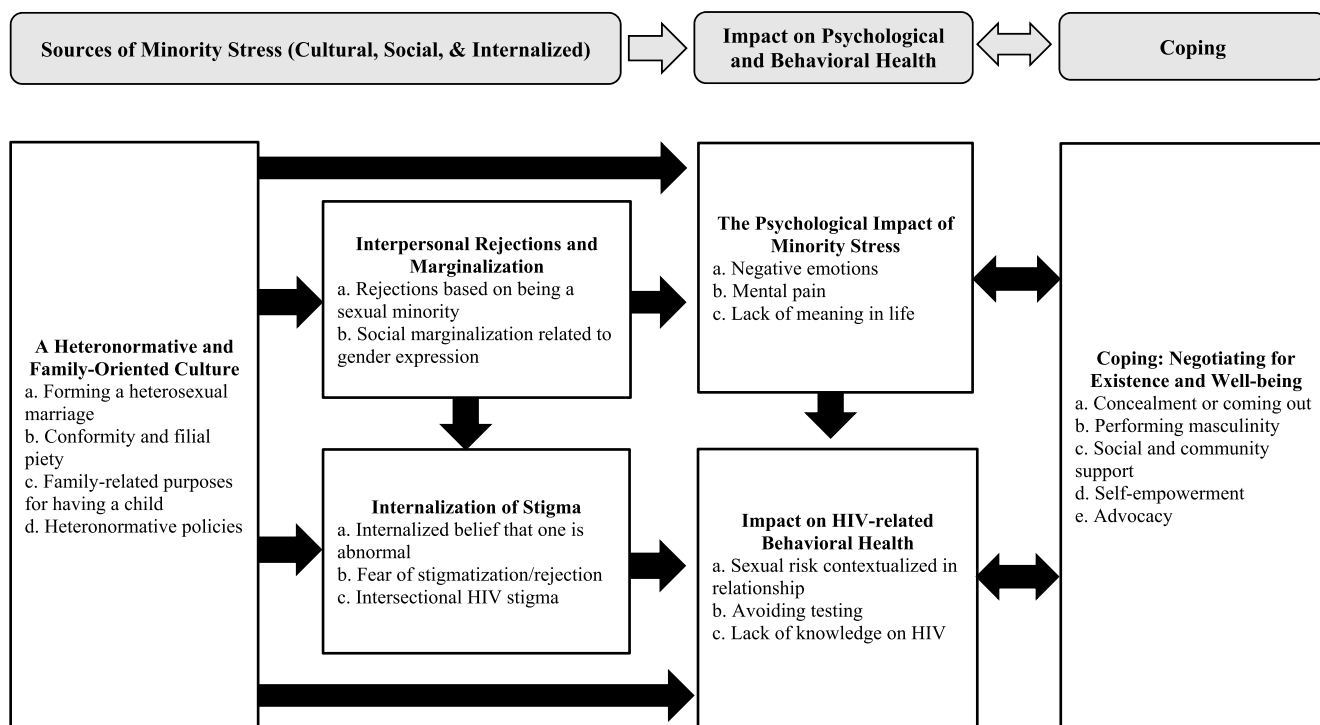 Sources of Minority Stress (Cultural, Social, & Internalized)
Impact on Psychological
and Behavioral Health
Coping
A Heteronormative and
Family-Oriented Culture
a. Forming a heterosexual
marriage
b. Conformity and filial
piety
c. Family-related purposes
for having a child
d. Heteronormative policies
Interpersonal Rejections and
Marginalization
a. Rejections based on being a
sexual minority
b. Social marginalization related to
gender expression
Internalization of Stigma
a. Internalized belief that one is
abnormal
b. Fear of stigmatization/rejection
c. Intersectional HIV stigma
The Psychological Impact of
Minority Stress
a. Negative emotions
b. Mental pain
c. Lack of meaning in life
Impact on HIV-related
Behavioral Health
a. Sexual risk contextualized in
relationship
b. Avoiding testing
c. Lack of knowledge on HIV
Coping: Negotiating for
Existence and Well-being
a. Concealment or coming out
b. Performing masculinity
c. Social and community
support
d. Self-empowerment
e. Advocacy